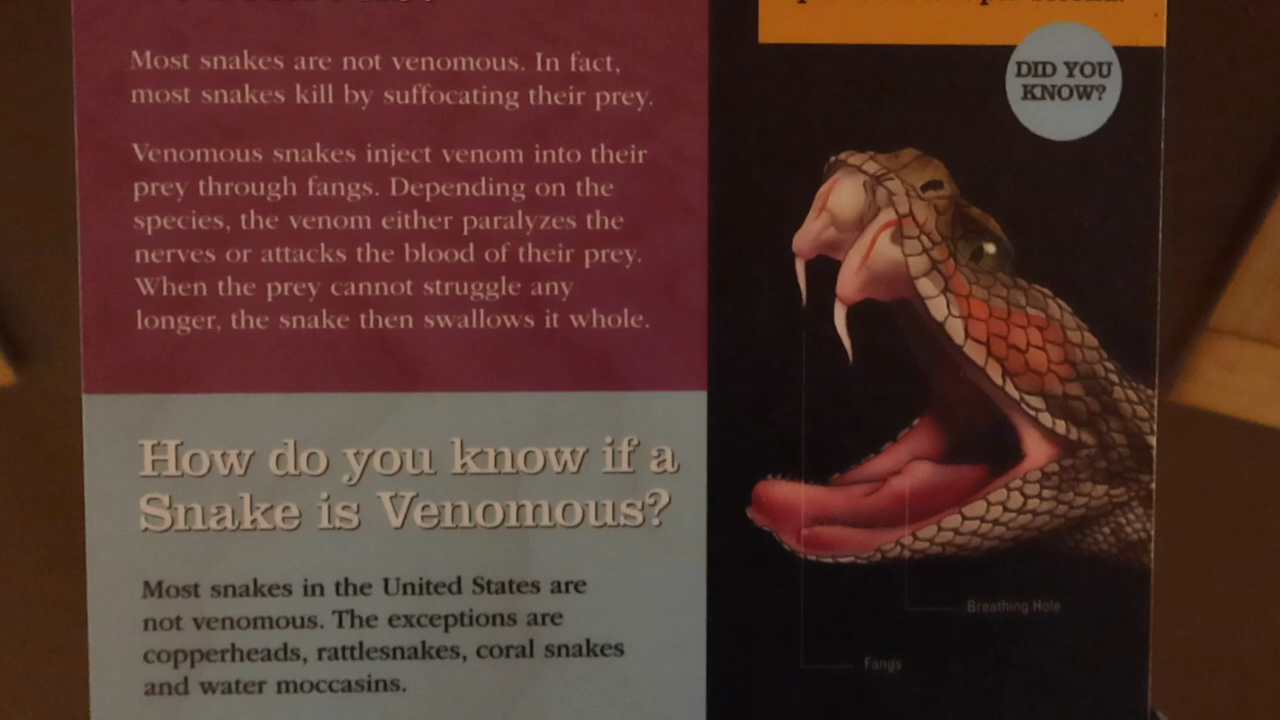 Most snakes are not venomous. In fact,
most snakes kill by suffocating their prey.
Venomous snakes inject venom into their
prey through fangs. Depending on the
species, the venom either paralyzes the
nerves or attacks the blood of their prey.
When the prey cannot struggle any
longer, the snake then swallows it whole.
How do you know if a
Snake is Venomous?
Most snakes in the United States are
not venomous. The exceptions are
copperheads, rattlesnakes, coral snakes
and water moccasins.
DID YOU
KNOW?
Breathing Hole
Fangs